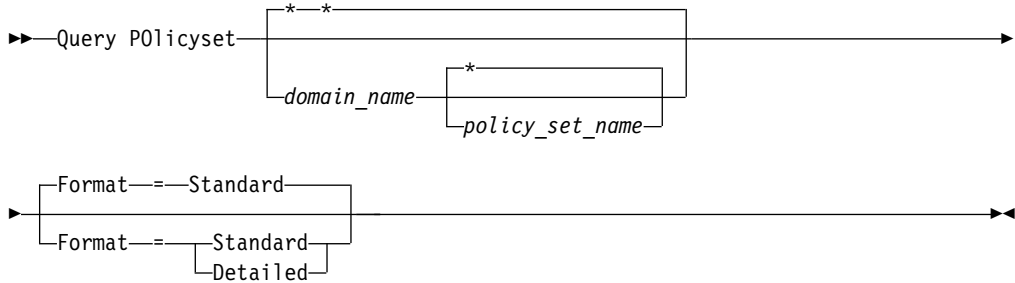 * *
Query POlicyset
*
domain_name
policy_set_name
Format = Standard
Format = Standard
Detailed